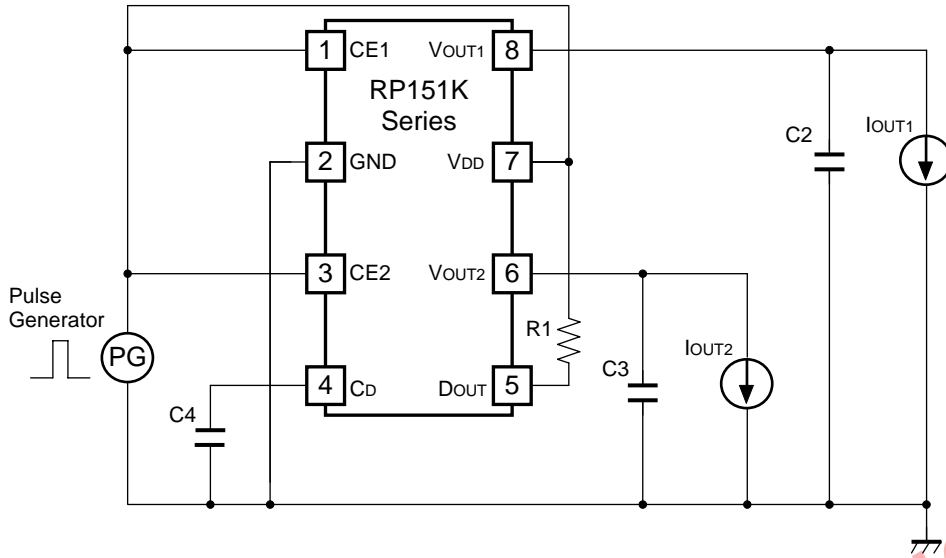 1 CE1 VOUT1 8
RP151K
Series
C2
IOUT1
2 GND VDD 7
3 CE2 VOUT2 6
Pulse
Generator
PG
R1
C3
IOUT2
4 CD DOUT 5
C4